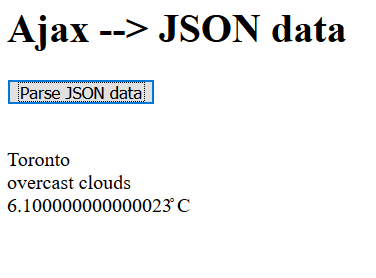 Ajax --> JSON data
Parse JSON data
Toronto
overcast clouds
6.100000000000023°C